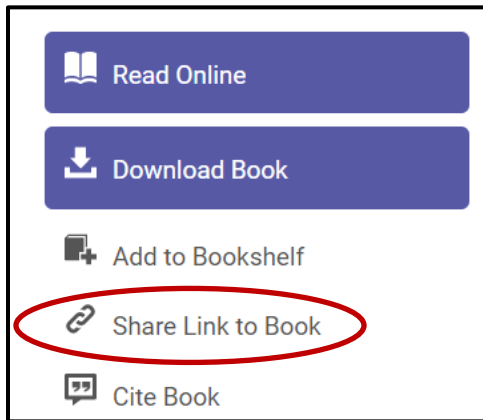 Read Online
Download Book
Add to Bookshelf
Share Link to Book
Cite Book